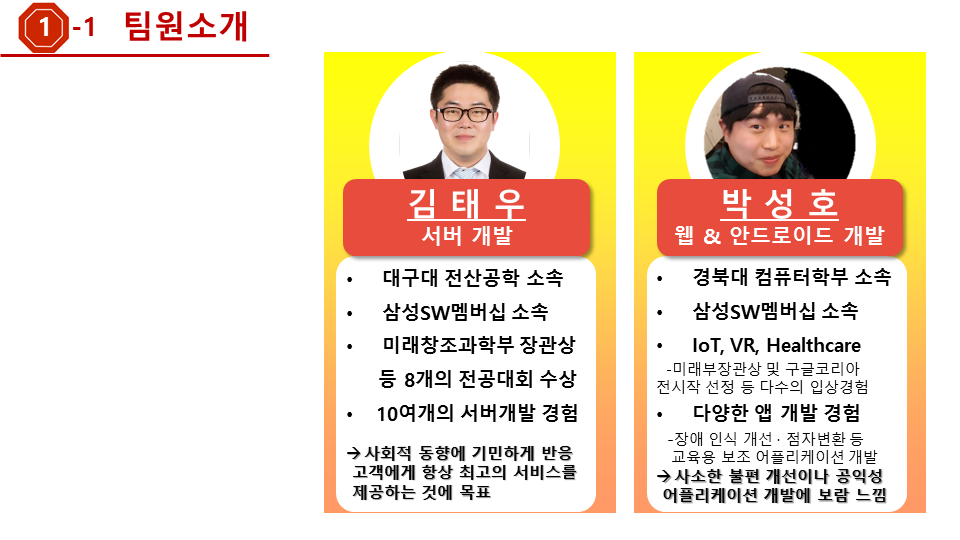 1 -1 팀원소개
김 태 우
서버 개발
• 대구대 전산공학 소속
• 삼성SW멤버십 소속
• 미래창조과학부 장관상
등 8개의 전공대회 수상
• 10여개의 서버개발 경험
→사회적 동향에 기민하게 반응
고객에게 항상 최고의 서비스를
제공하는 것에 목표
박 성 호
웹 & 안드로이드 개발
• 경북대 컴퓨터학부 소속
• 삼성SW멤버십 소속
• IoT, VR, Healthcare
-미래부장관상 및 구글코리아
전시작 선정 등 다수의 입상경험
• 다양한 앱 개발 경험
-장애 인식 개선 · 점자변환 등
교육용 보조 어플리케이션 개발
→사소한 불편 개선이나 공익성
어플리케이션 개발에 보람 느낌